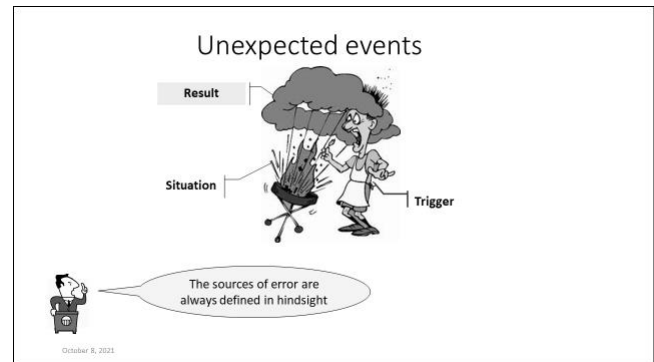 Unexpected events
Result
Situation
Trigger
The sources of error are
always defined in hindsight
October 8, 2021